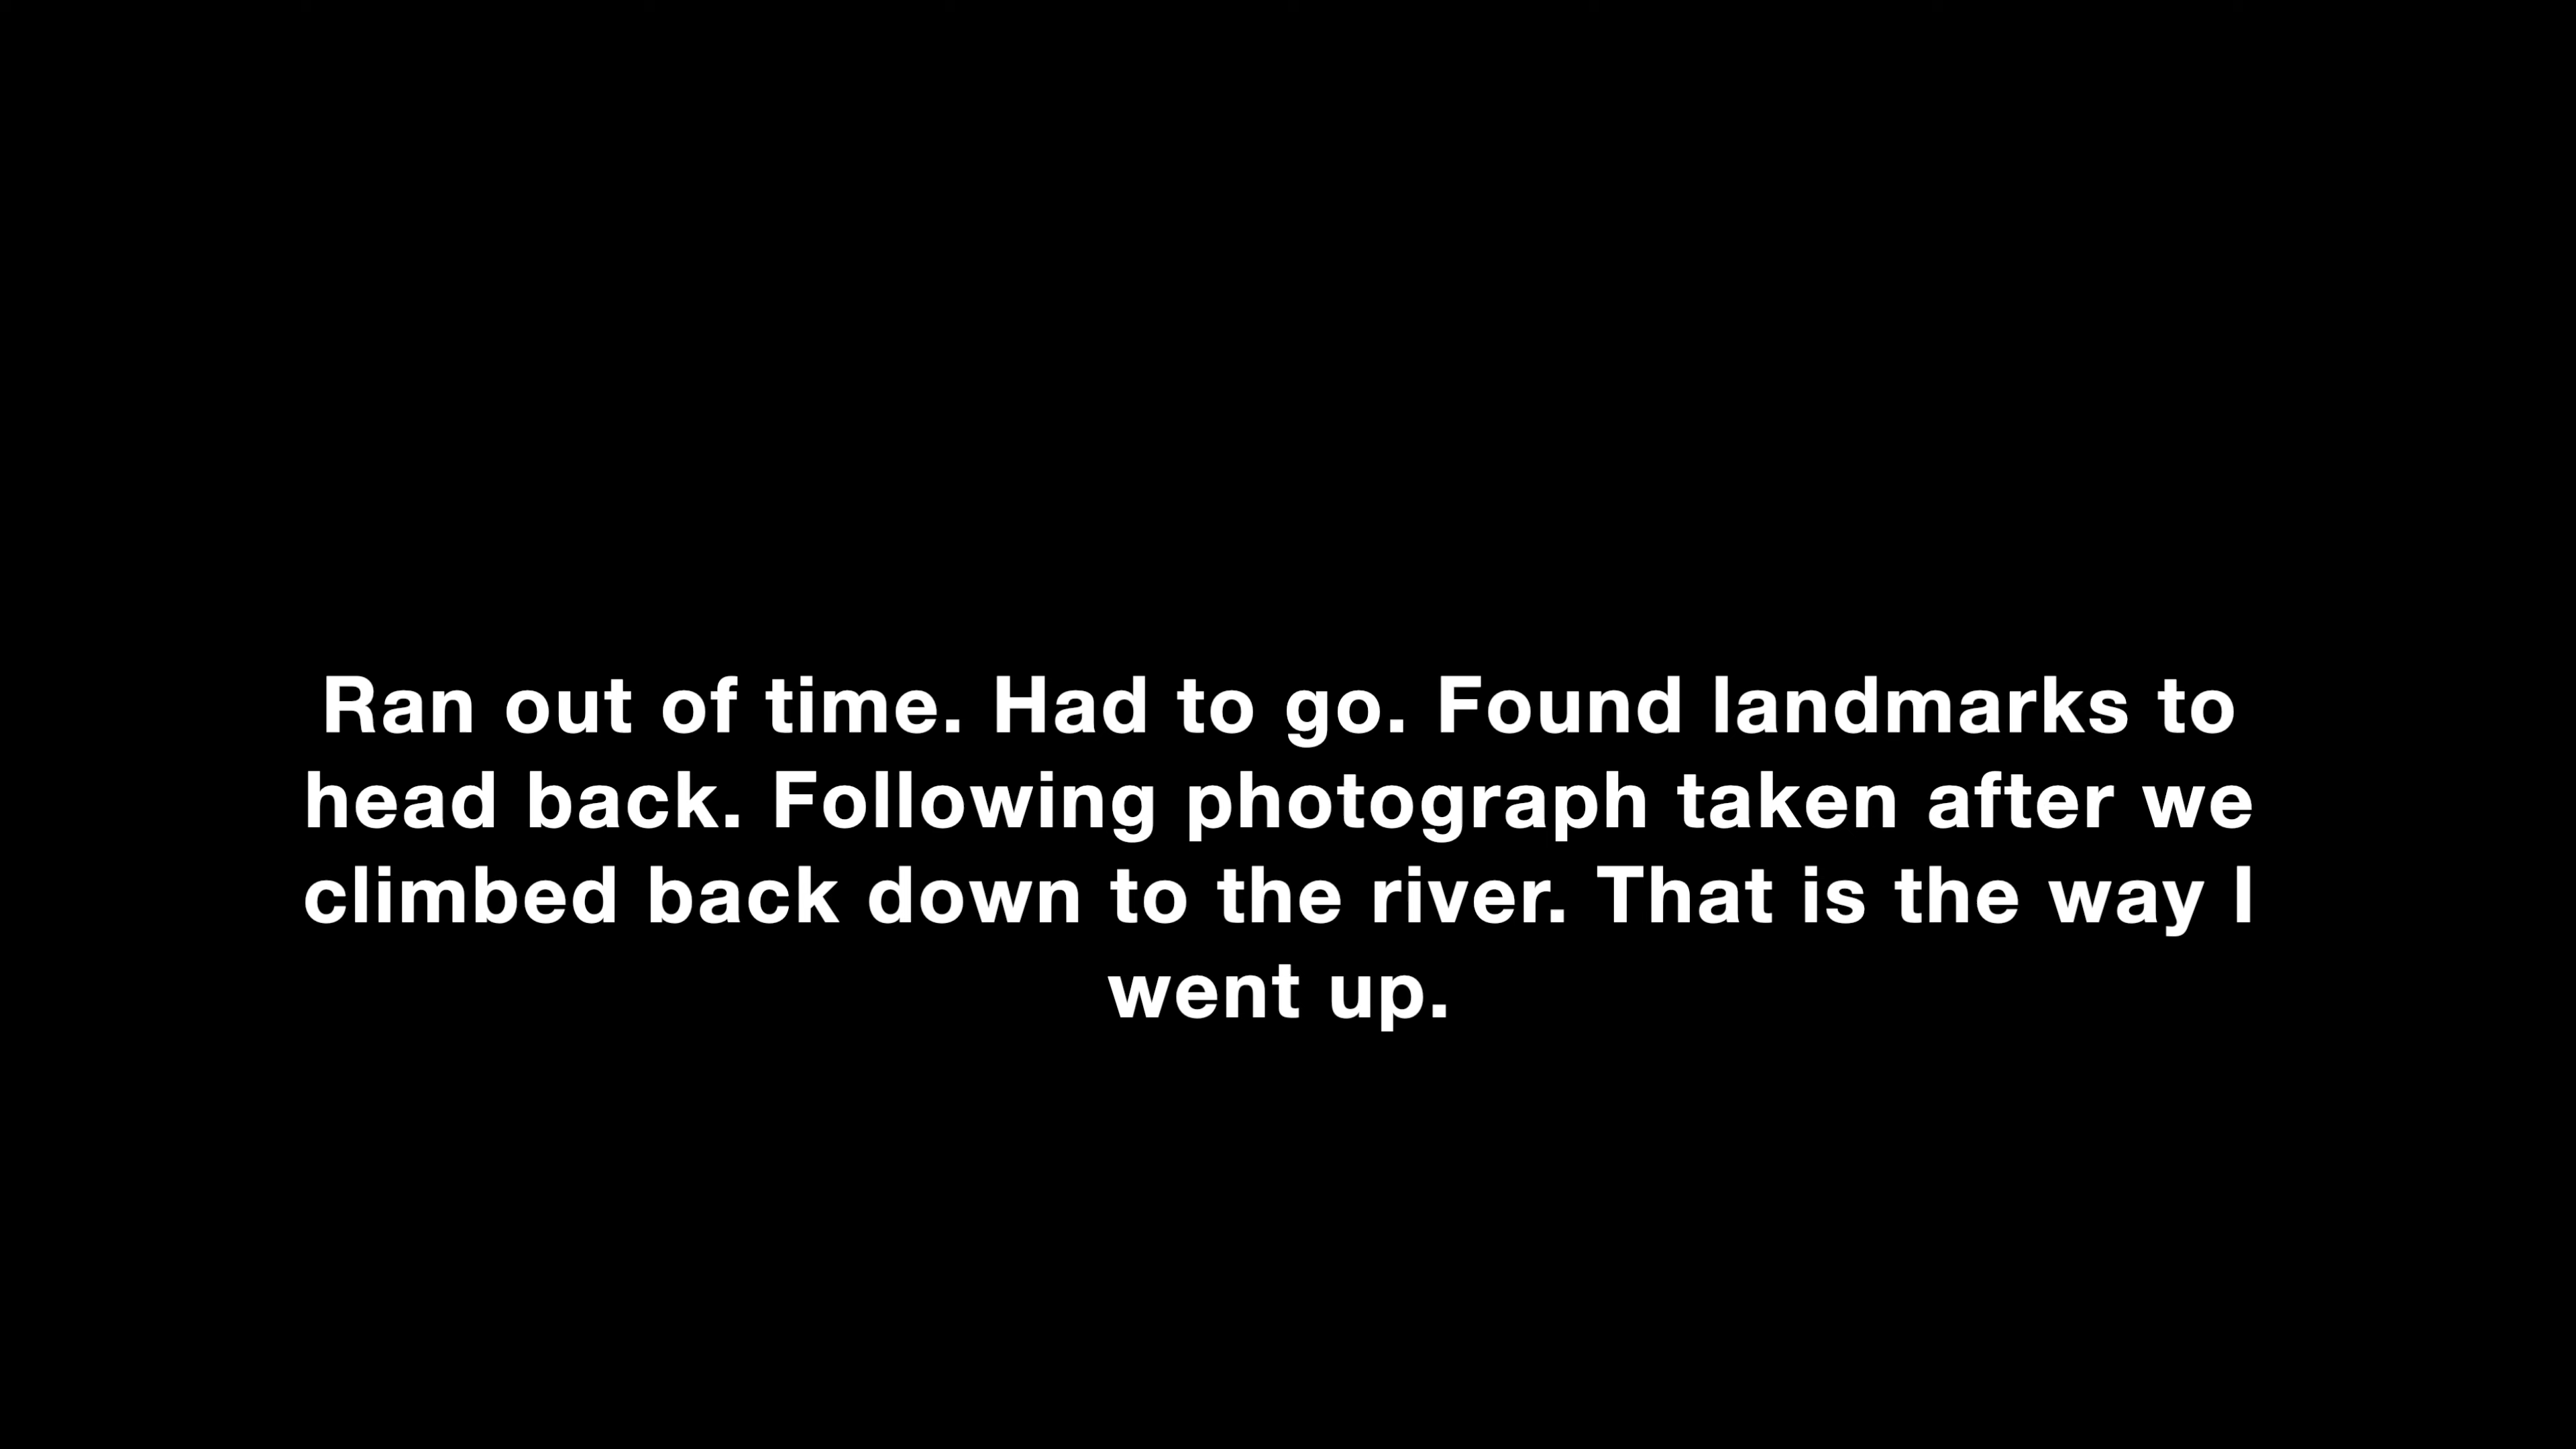 Ran out of time. Had to go. Found landmarks to
head back. Following photograph taken after we
climbed back down to the river. That is the way I
went up.